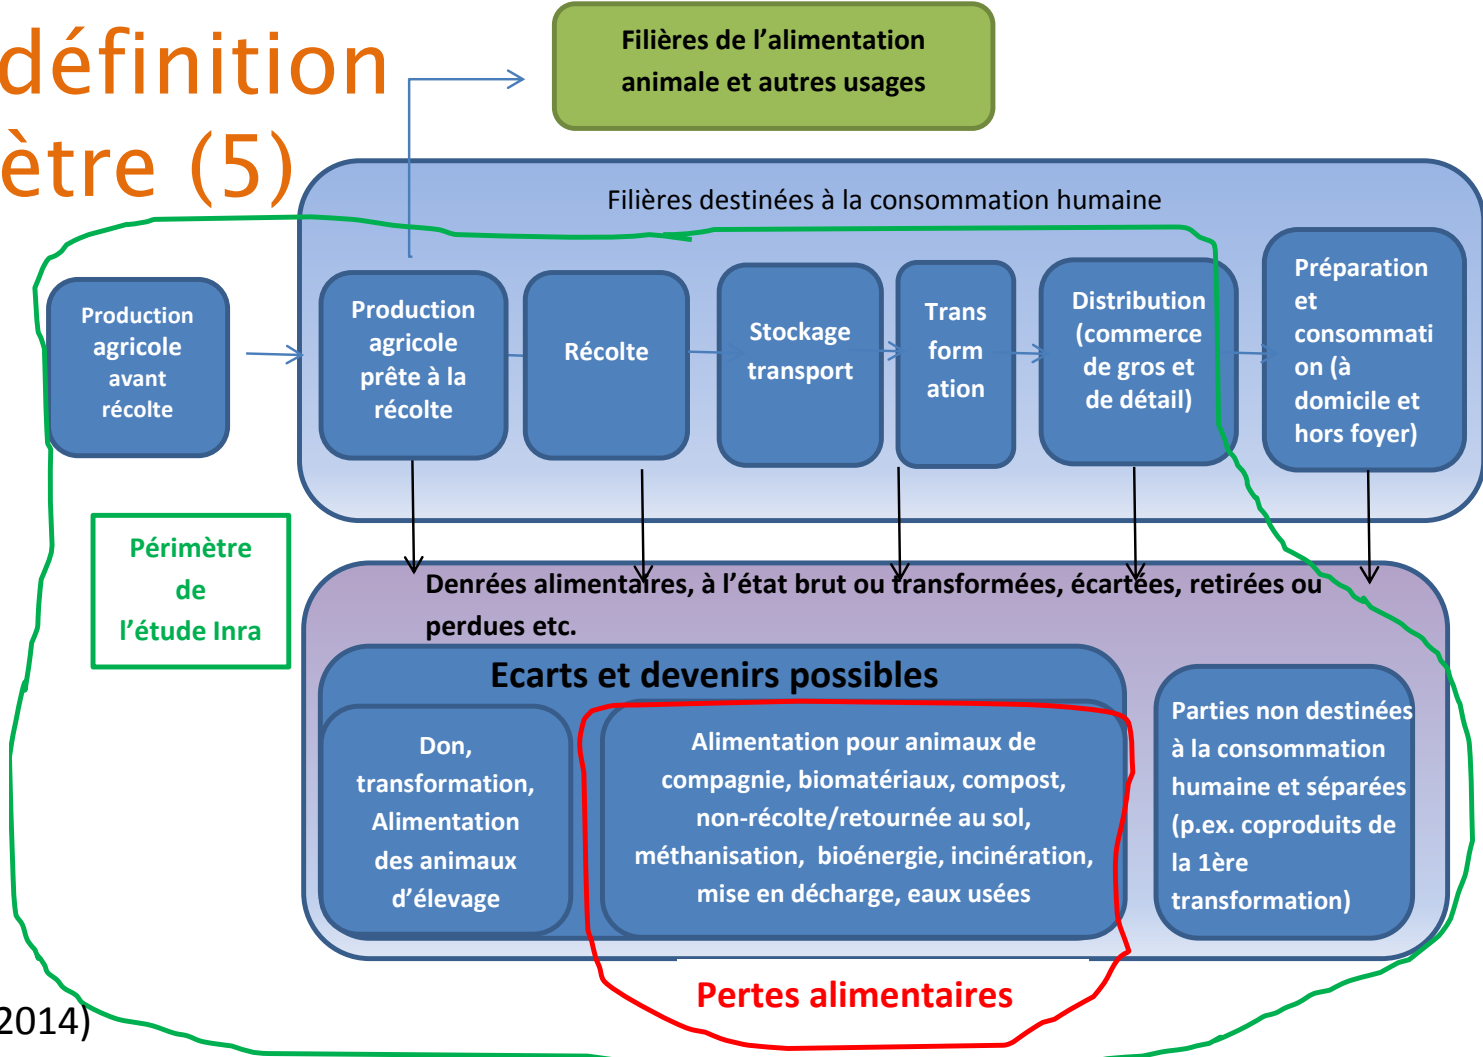 définition
ètre (5)
Filières de l’alimentation
animale et autres usages
Filières destinées à la consommation humaine
Production
agricole
avant
récolte
Production
agricole
prête à la
récolte
Récolte
Stockage
transport
Trans
form
ation
Distribution
(commerce
de gros et
de détail)
Préparation
et
consommati
on (à
domicile et
hors foyer)
Périmètre
de
l’étude Inra
Denrées alimentaires, à l’état brut ou transformées, écartées, retirées ou
perdues etc.
Ecarts et devenirs possibles
Don,
transformation,
Alimentation
des animaux
d’élevage
Alimentation pour animaux de
compagnie, biomatériaux, compost,
non-récolte/retournée au sol,
méthanisation, bioénergie, incinération,
mise en décharge, eaux usées
Parties non destinées
à la consommation
humaine et séparées
(p.ex. coproduits de
la 1ère
transformation)
Pertes alimentaires
2014)